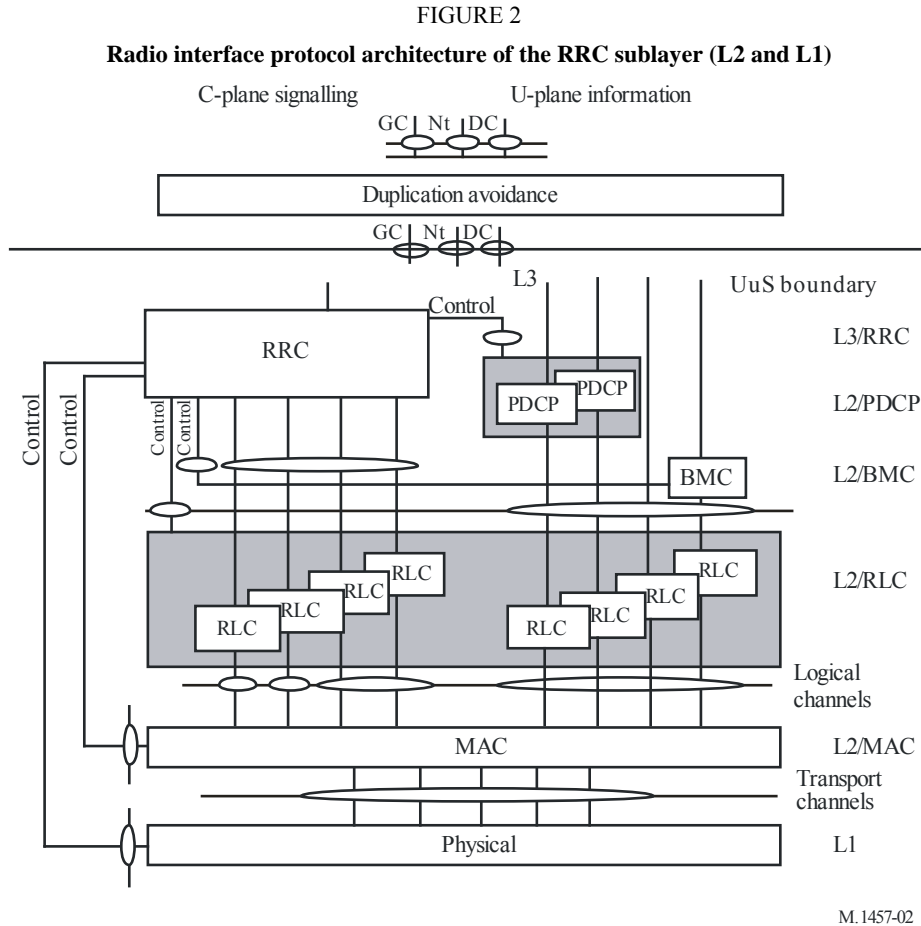 FIGURE 2
Radio interface protocol architecture of the RRC sublayer (L2 and L1)
C-plane signalling
U-plane information
GC Nt DC
Duplication avoidance
GC Nt DC
L3
UuS boundary
Control
RRC
L3/RRC
PDCP
PDCP
L2/PDCP
Control
Control
Control
Control
BMC
L2/BMC
RLC
RLC
RLC
RLC
RLC
RLC
RLC
RLC
L2/RLC
Logical
channels
MAC
L2/MAC
Transport
channels
Physical
L1
M.1457-02